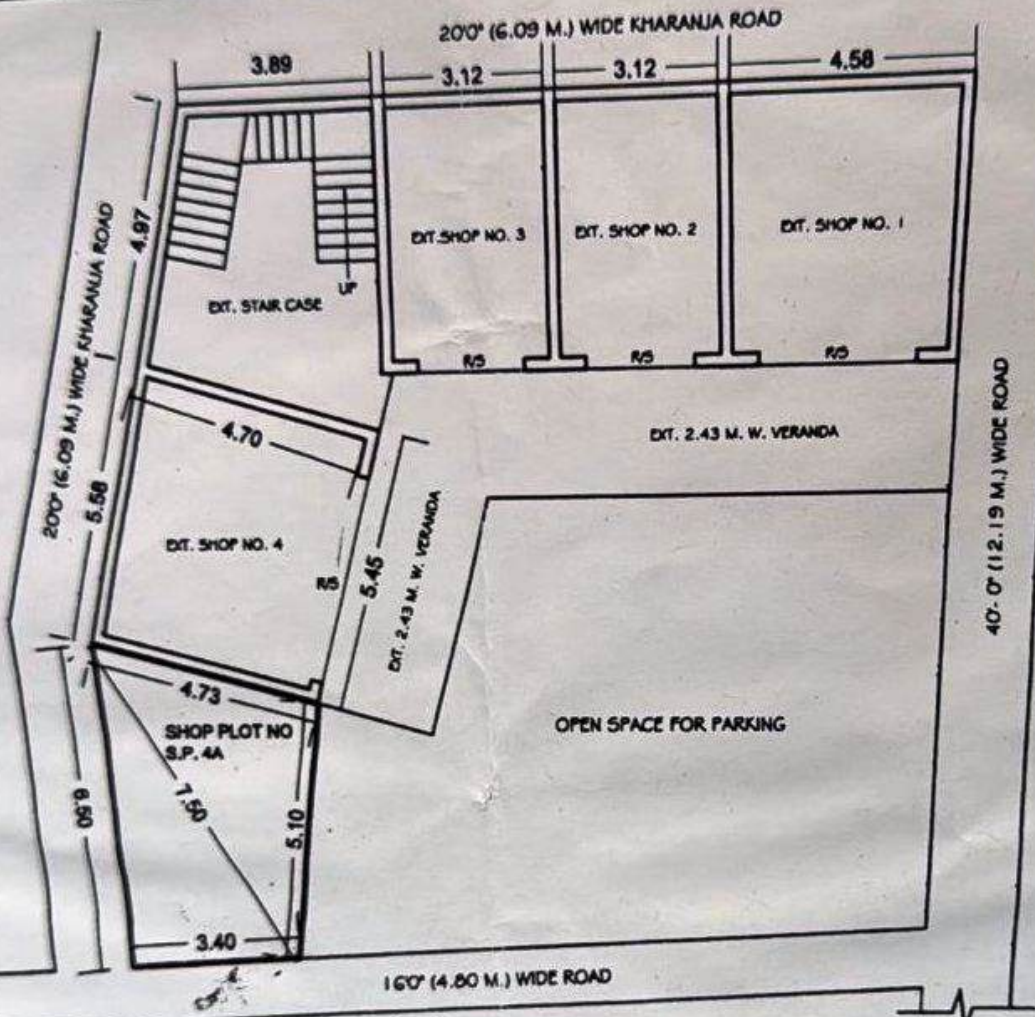 20'0" (6.09 M.) WIDE KHARANJA ROAD
3.89
3.12
3.12
4.58
4.97
20'0" (6.09 M.) WIDE KHARANJA ROAD
EXT. SHOP NO. 3
EXT. SHOP NO. 2
EXT. SHOP NO. 1
UP
EXT. STAIR CASE
R/S
R/S
R/S
4.70
EXT. 2.43 M. W. VERANDA
40'- 0" (12.19 M.) WIDE ROAD
5.58
EXT. SHOP NO. 4
R/S
5.45
EXT. 2.43 M. W. VERANDA
4.73
SHOP PLOT NO
S.P. 4A
OPEN SPACE FOR PARKING
6.50
7.50
5.10
3.40
16'0" (4.80 M.) WIDE ROAD